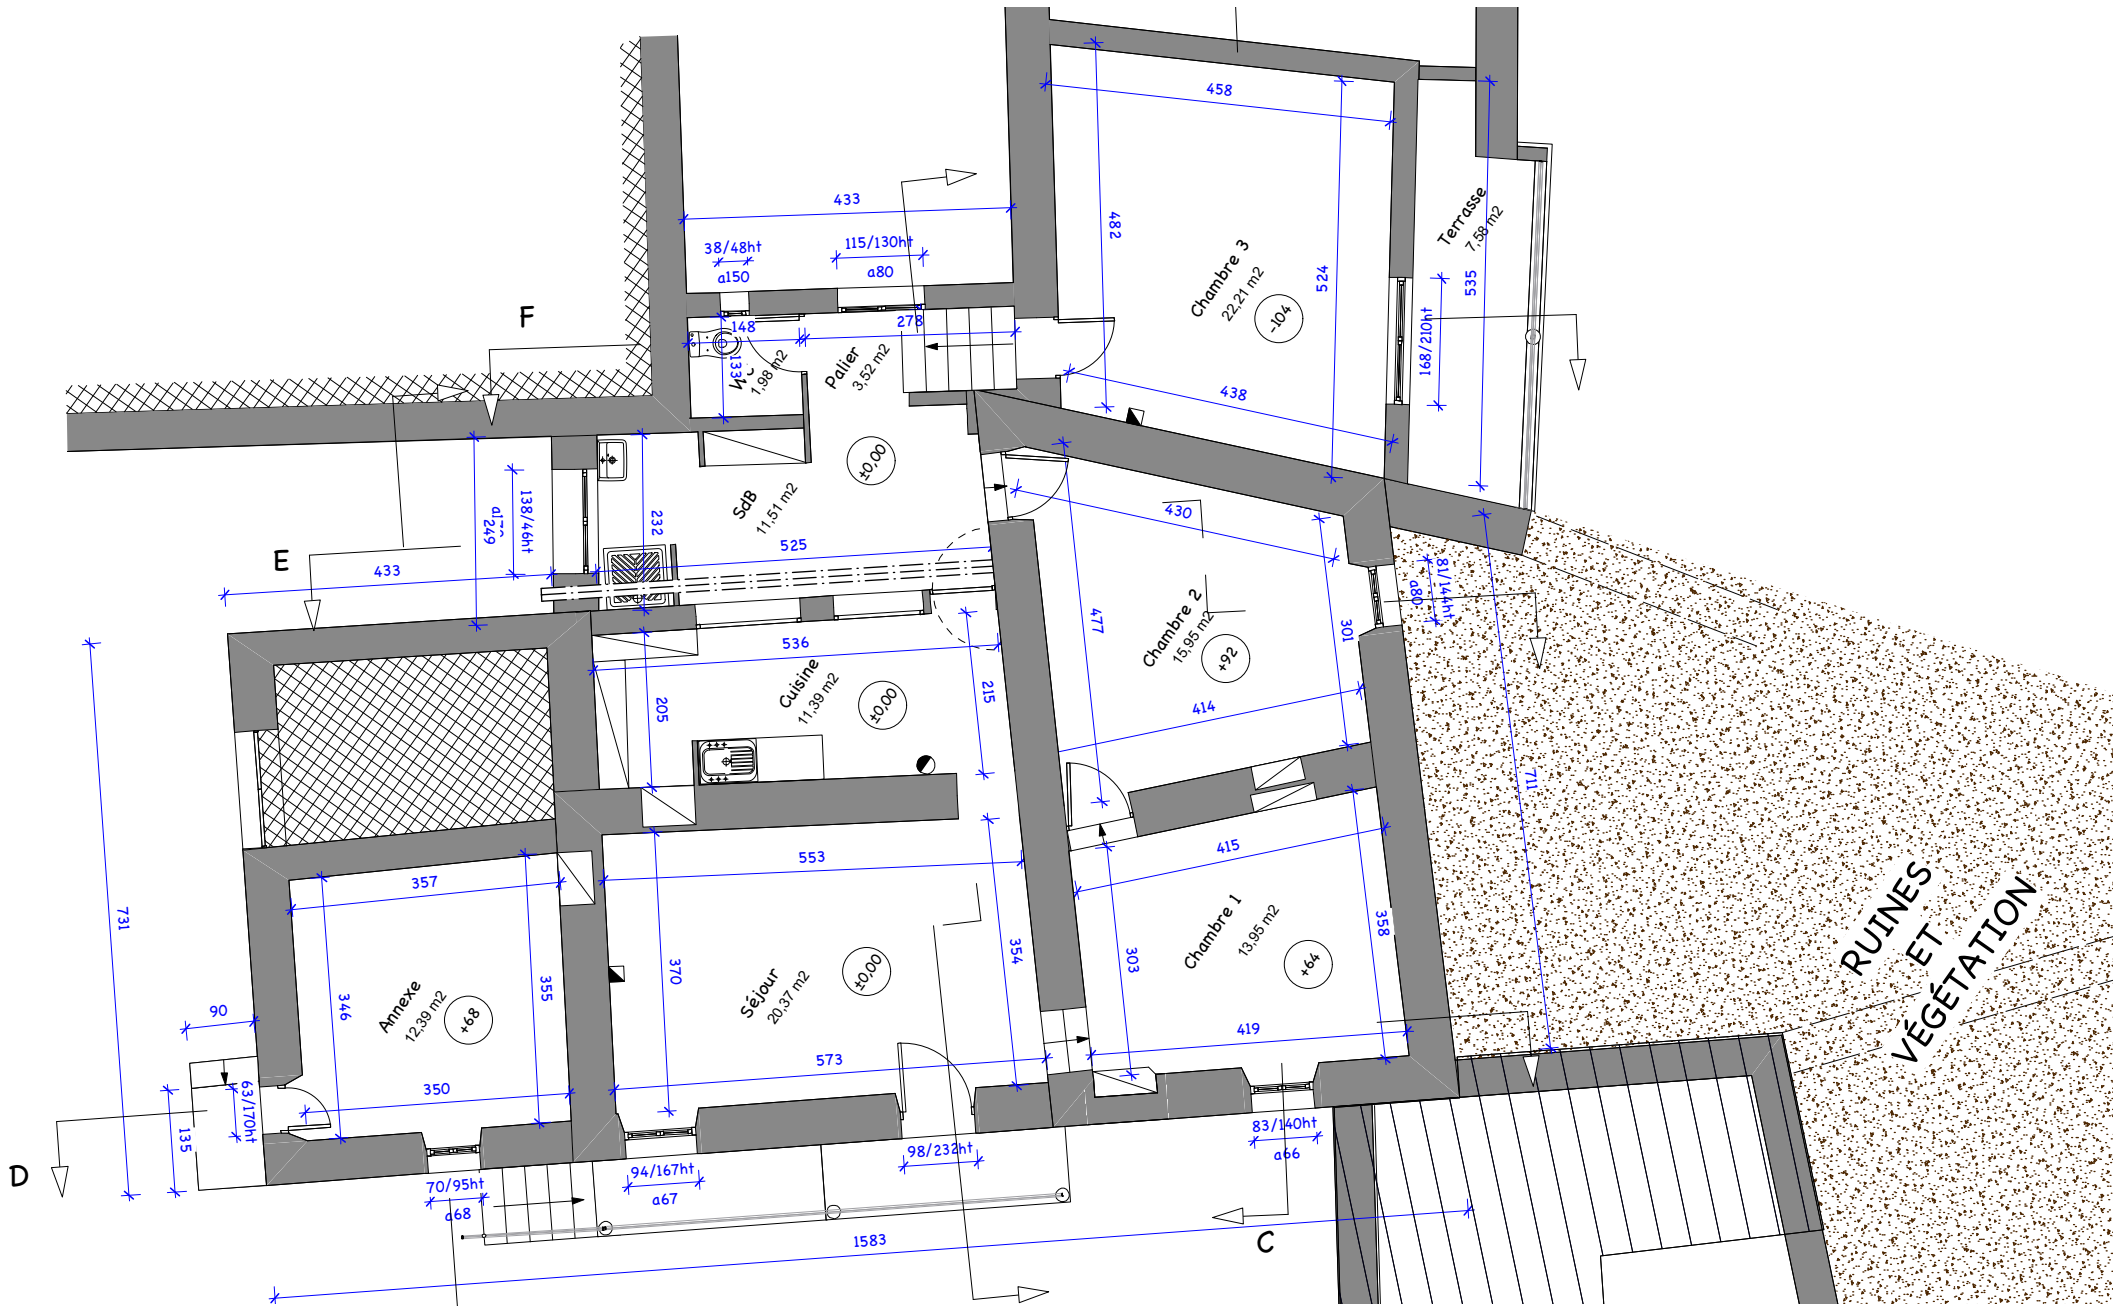 458
433
38/48ht
a150
115/130ht
a80
482
524
535
Terrasse
7,58 m2
Chambre 3
22,21 m2
-104
168/210ht
F
148
278
133
1,98 m2
Palier
3,52 m2
438
±0,00
SdB
11,51 m2
232
138/46ht
249
E
433
525
430
477
301
81/144ht
a80
Chambre 2
15,95 m2
+92
414
536
Cuisine
11,39 m2
±0,00
205
215
711
731
357
553
415
346
355
370
354
303
358
Annexe
12,39 m2
+68
Séjour
20,37 m2
±0,00
Chambre 1
13,95 m2
+64
RUINES
ET
VÉGÉTATION
90
135
63/170ht
350
573
419
D
70/95ht
a68
94/167ht
a67
98/232ht
83/140ht
a66
C
1583